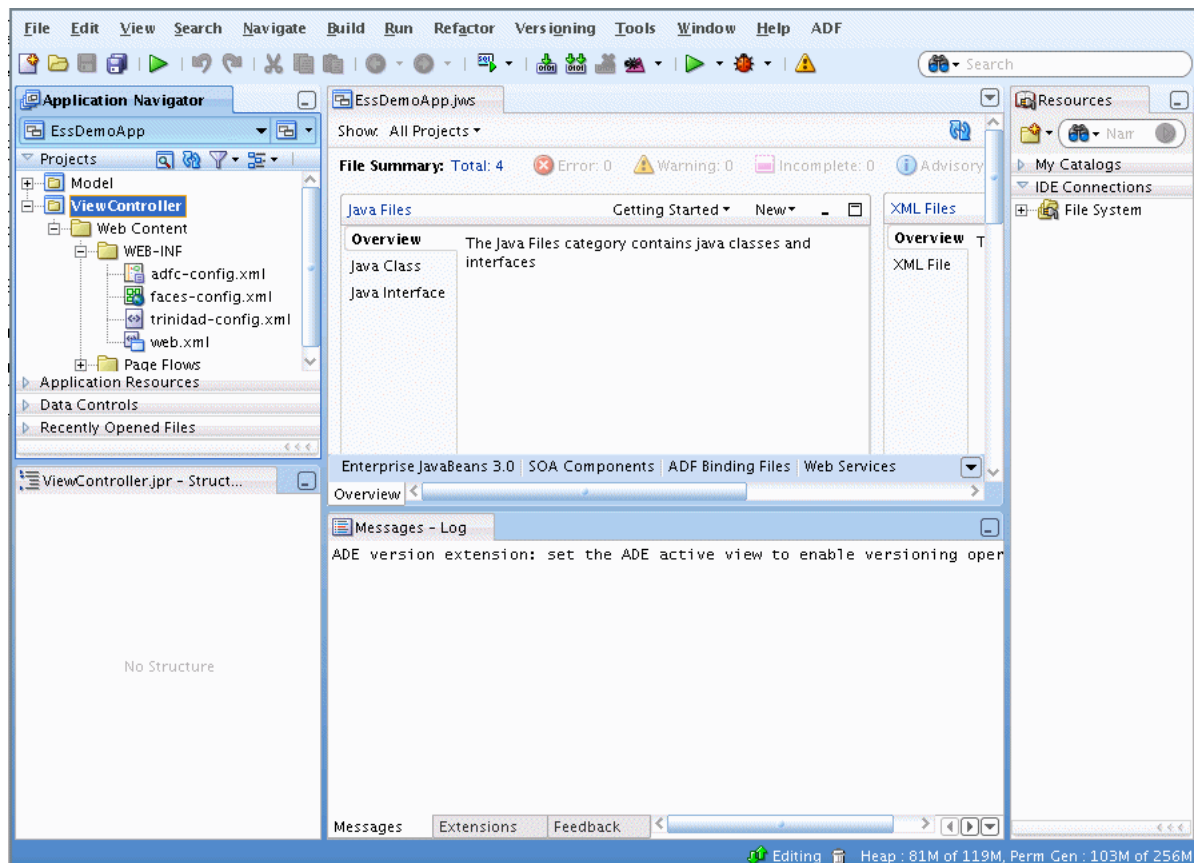 File Edit View Search Navigate Build Run Refactor Versioning Tools Window Help ADF
Search
Application Navigator
EssDemoApp
Projects
Model
ViewController
Web Content
WEB-INF
adfc-config.xml
faces-config.xml
trinidad-config.xml
web.xml
Page Flows
Application Resources
Data Controls
Recently Opened Files
ViewController.jpr - Struct...
No Structure
EssDemoApp.jws
Show: All Projects
File Summary: Total: 4 Error: 0 Warning: 0 Incomplete: 0 Advisory
Java Files Getting Started New
Overview
Java Class
Java Interface
The Java Files category contains java classes and
interfaces
XML Files
Overview T
XML File
Enterprise JavaBeans 3.0 SOA Components ADF Binding Files Web Services
Overview
Messages - Log
ADE version extension: set the ADE active view to enable versioning oper
Messages Extensions Feedback
Resources
Nam
My Catalogs
IDE Connections
File System
Editing Heap : 81M of 119M, Perm Gen : 103M of 256M